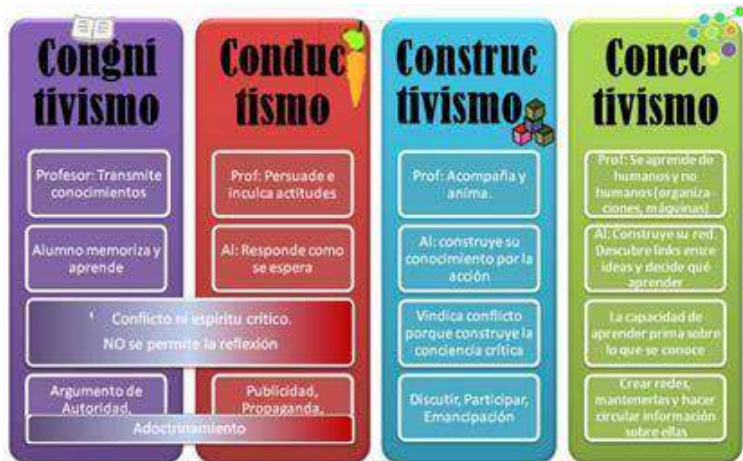 Congni
tivismo
Profesor: Transmite
conocimientos
Alumno memoriza y
aprende
Conduc
tismo
Prof: Persuade e
inculca actitudes
Al: Responde como
se espera
Conflicto ni espíritu crítico.
NO se permite la reflexión
Argumento de
Autoridad,
Publicidad,
Propaganda,
Adoctrinamiento
Construc
tivismo
Prof: Acompaña y
anima.
Al: construye su
conocimiento por la
acción
Vindica conflicto
porque construye la
conciencia crítica
Discutir, Participar,
Emancipación
Conec
tivismo
Prof: Se aprende de
humanos y no
humanos (organiza
ciones, máquinas)
Al: Construye su red.
Descubre links entre
ideas y decide qué
aprender
La capacidad de
aprender prima sobre
lo que se conoce
Crear redes,
mantenerlas y hacer
circular información
sobre ellas